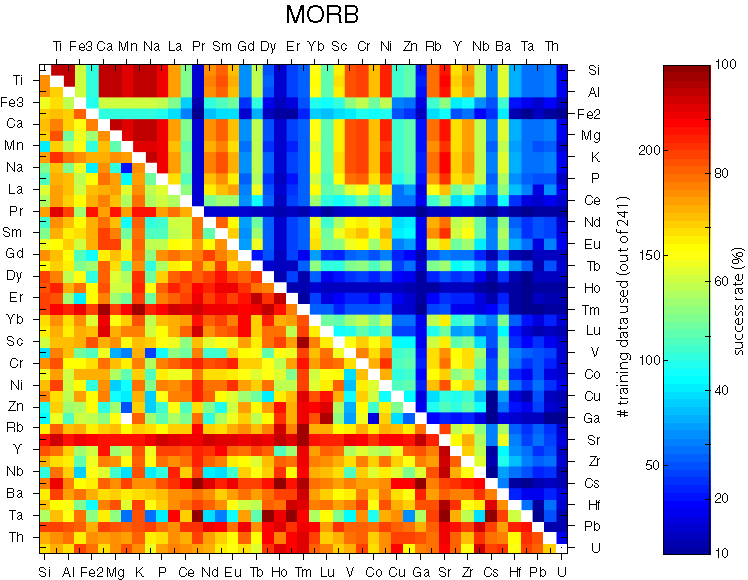 MORB
Ti Fe3 Ca Mn Na La Pr Sm Gd Dy Er Yb Sc Cr Ni Zn Rb Y Nb Ba Ta Th
Ti
Fe3
Ca
Mn
Na
La
Pr
Sm
Gd
Dy
Er
Yb
Sc
Cr
Ni
Zn
Rb
Y
Nb
Ba
Ta
Th
Si
Al
Fe2
Mg
K
P
Ce
Nd
Eu
Tb
Ho
Tm
Lu
V
Co
Cu
Ga
Sr
Zr
Cs
Hf
Pb
U
Si Al Fe2 Mg K P Ce Nd Eu Tb Ho Tm Lu V Co Cu Ga Sr Zr Cs Hf Pb U
# training data used (out of 241)
200
150
100
50
100
80
60
40
20
10
success rate (%)